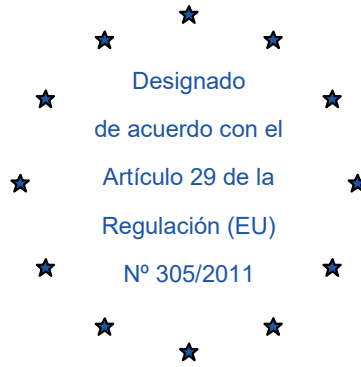 Designado
de acuerdo con el
Artículo 29 de la
Regulación (EU)
Nº 305/2011